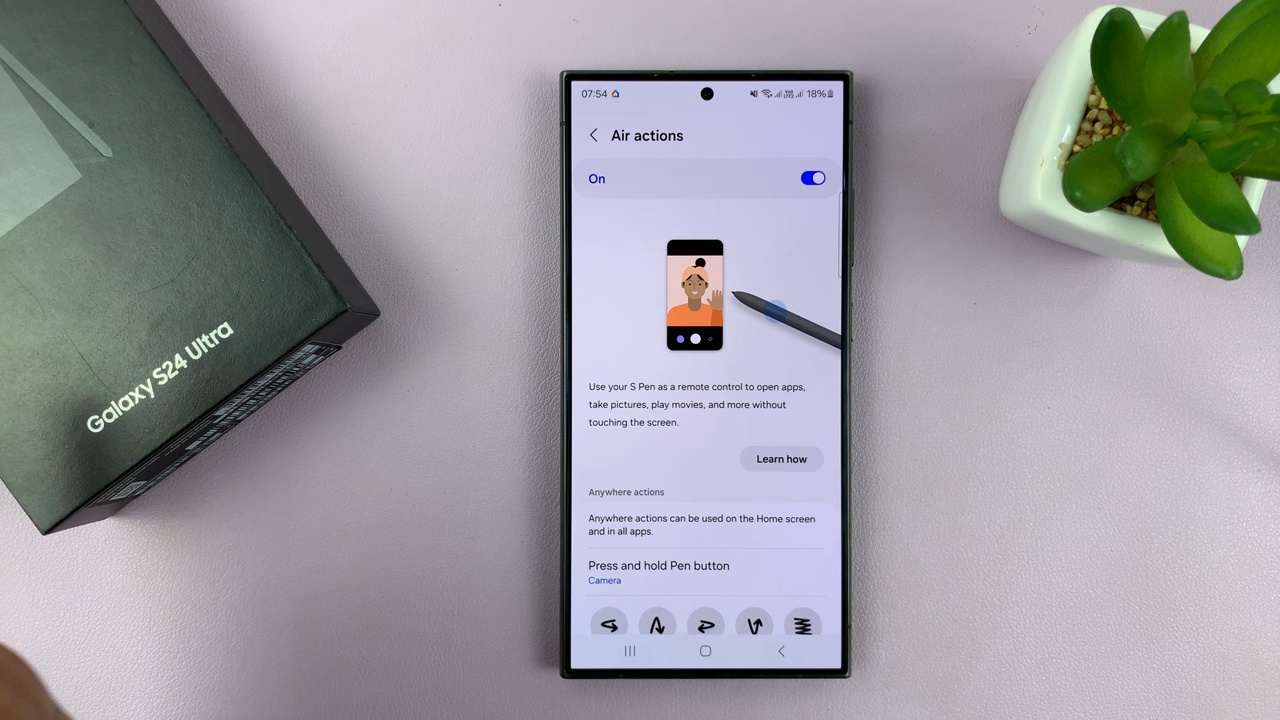 Galaxy S24 Ultra
07:54
18%
Air actions
On
Use your S Pen as a remote control to open apps,
take pictures, play movies, and more without
touching the screen.
Learn how
Anywhere actions
Anywhere actions can be used on the Home screen
and in all apps.
Press and hold Pen button
Camera